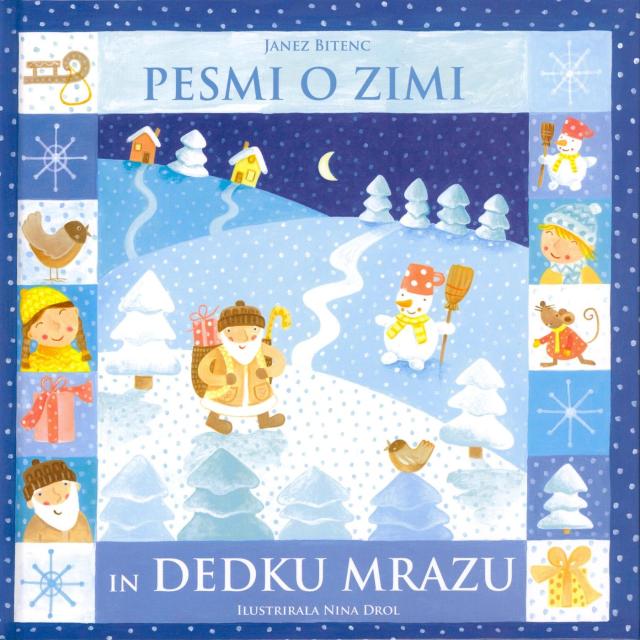 Janez Bitenc
PESMI O ZIMI
IN DEDKU MRAZU
Ilustrirala Nina Drol